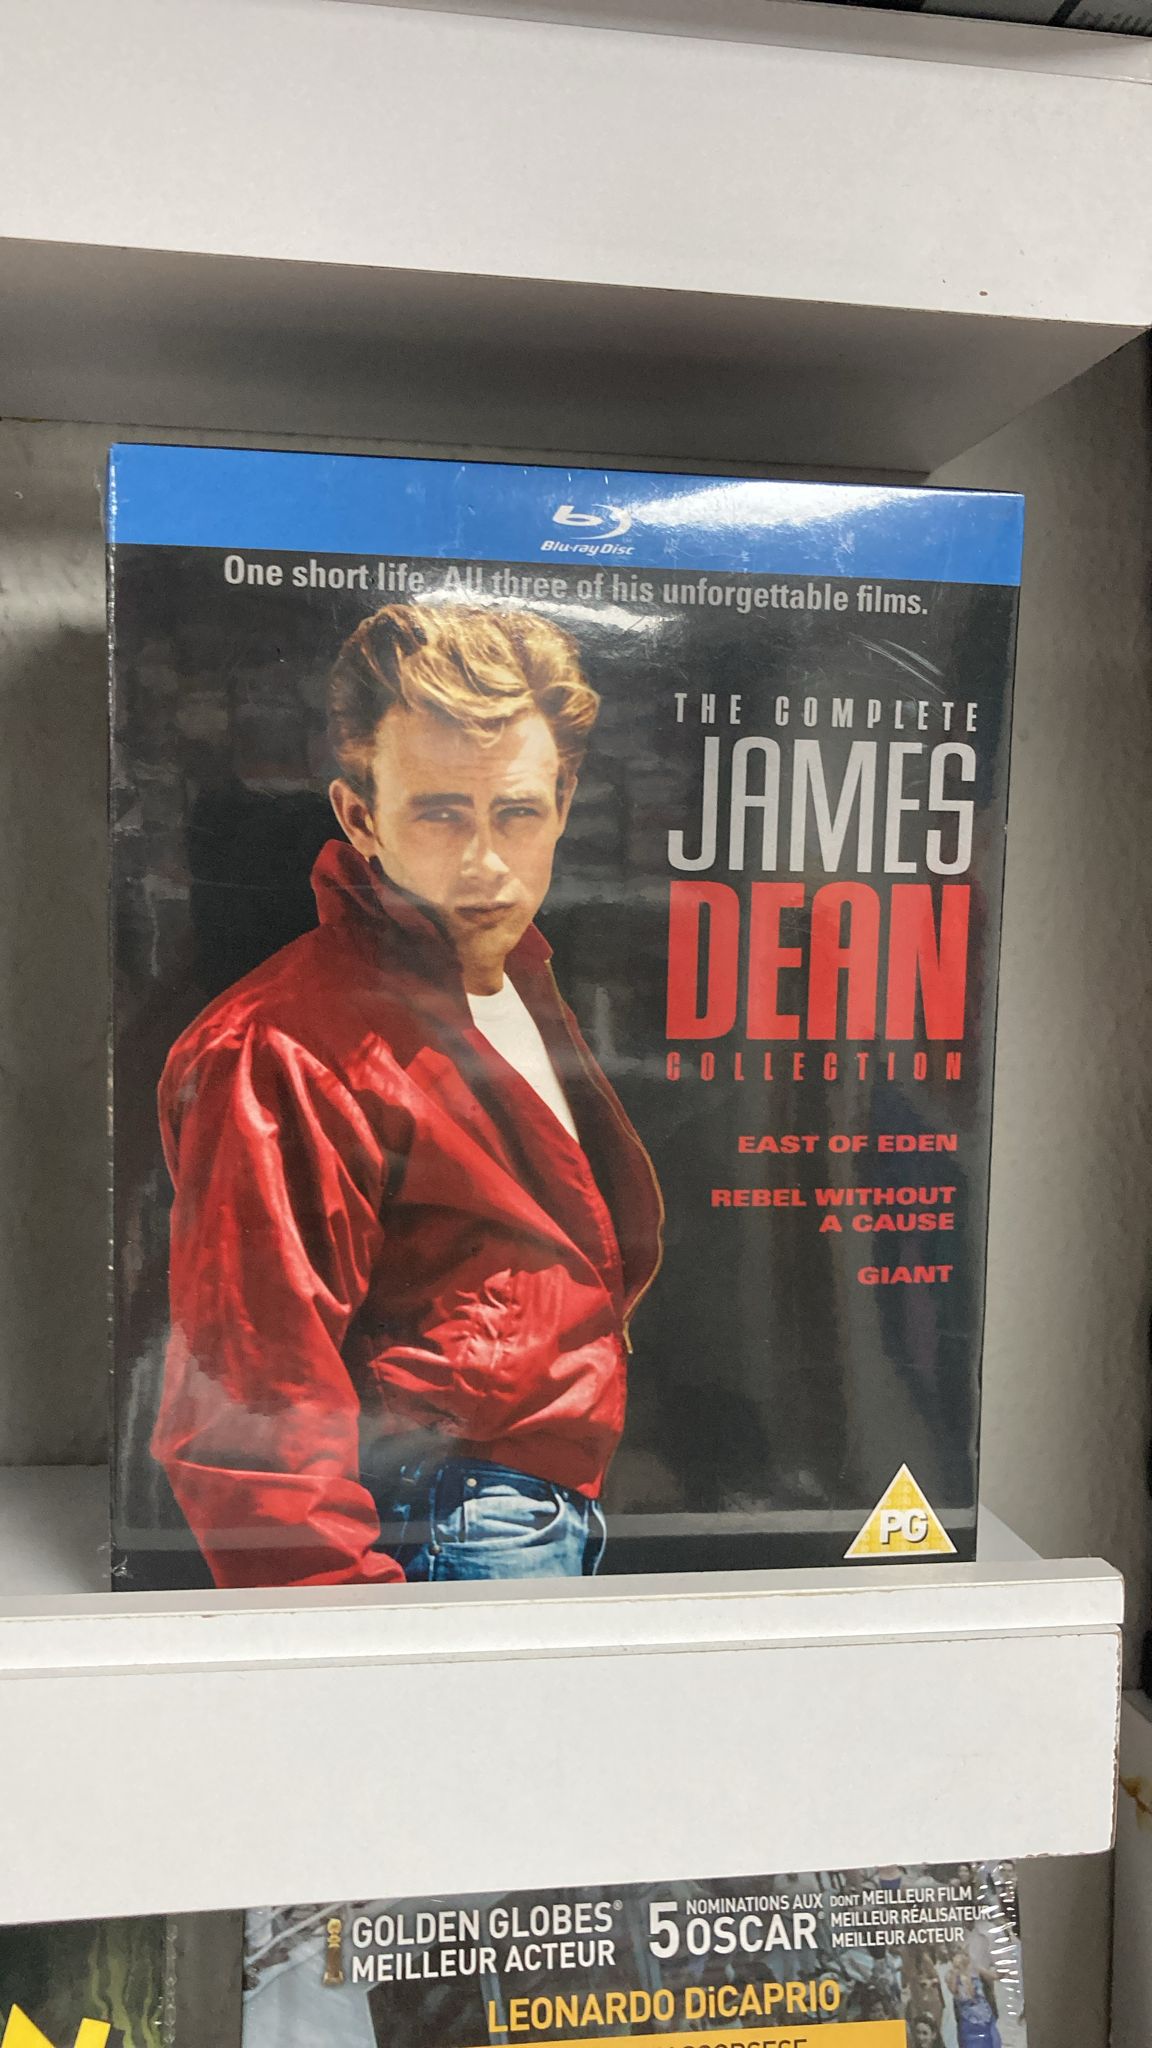 Blu-ray Disc
One short life. All three of his unforgettable films.
THE COMPLETE
JAMES
DEAN
COLLECTION
EAST OF EDEN
REBEL WITHOUT
A CAUSE
GIANT
PG
GOLDEN GLOBES®
MEILLEUR ACTEUR
5 NOMINATIONS AUX
OSCAR®
DONT MEILLEUR FILM
MEILLEUR RÉALISATEUR
MEILLEUR ACTEUR
LEONARDO DiCAPRIO